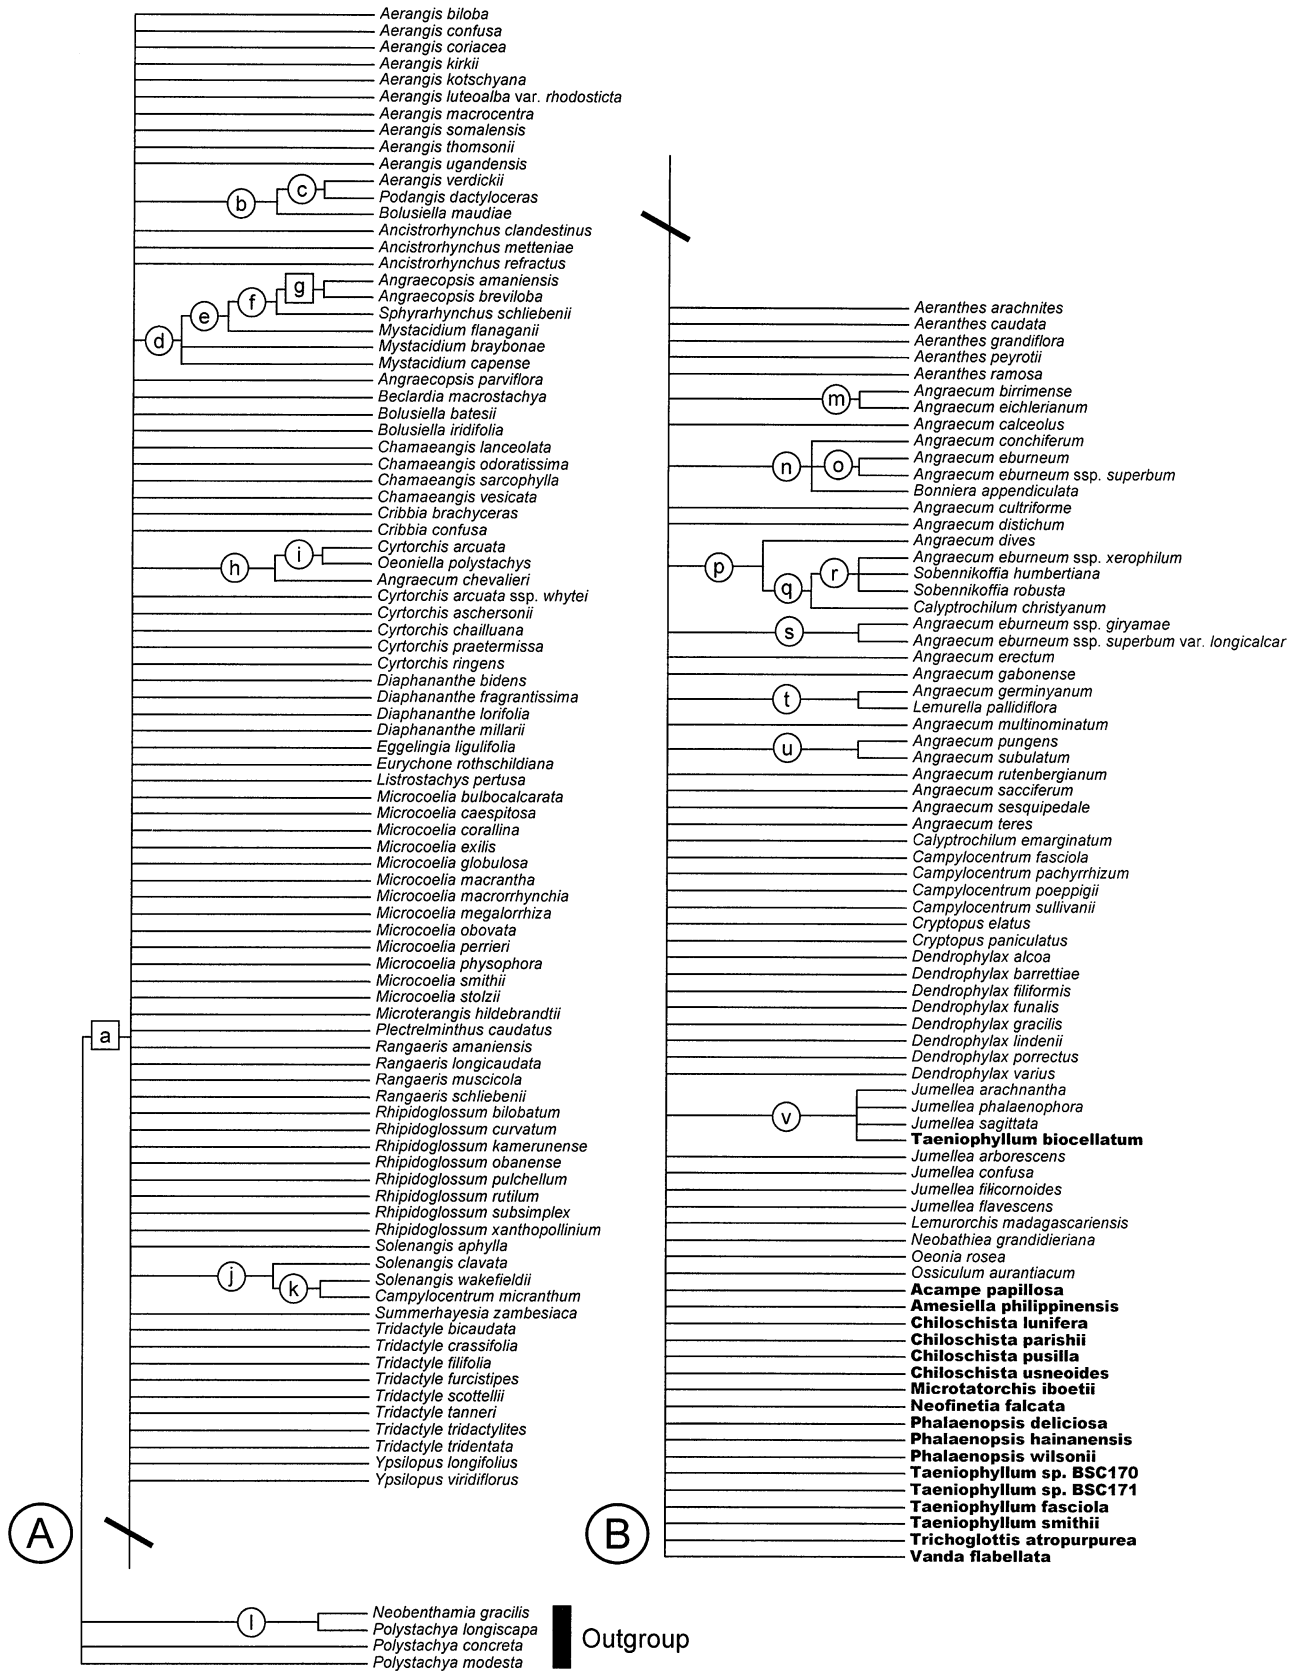 Aerangis biloba
Aerangis confusa
Aerangis coriacea
Aerangis kirkii
Aerangis kotschyana
Aerangis luteoalba var. rhodosticta
Aerangis macrocentra
Aerangis somalensis
Aerangis thomsonii
Aerangis ugandensis
Aerangis verdickii
c
Podangis dactyloceras
b
Bolusiella maudiae
Ancistrorhynchus clandestinus
Ancistrorhynchus metteniae
Ancistrorhynchus refractus
Angraecopsis amaniensis
g
Angraecopsis breviloba
f
Sphyrarhynchus schliebenii
e
Mystacidium flanaganii
d
Mystacidium braybonae
Mystacidium capense
Angraecopsis parviflora
Beclardia macrostachya
Bolusiella batesii
Bolusiella iridifolia
Chamaeangis lanceolata
Chamaeangis odoratissima
Chamaeangis sarcophylla
Chamaeangis vesicata
Cribbia brachyceras
Cribbia confusa
Cyrtorchis arcuata
i
Oeoniella polystachys
h
Angraecum chevalieri
Cyrtorchis arcuata ssp. whytei
Cyrtorchis aschersonii
Cyrtorchis chailluana
Cyrtorchis praetermissa
Cyrtorchis ringens
Diaphananthe bidens
Diaphananthe fragrantissima
Diaphananthe lorifolia
Diaphananthe millarii
Eggelingia ligulifolia
Eurychone rothschildiana
Listrostachys pertusa
Microcoelia bulbocalcarata
Microcoelia caespitosa
Microcoelia corallina
Microcoelia exilis
Microcoelia globulosa
Microcoelia macrantha
Microcoelia macrorrhynchia
Microcoelia megalorrhiza
Microcoelia obovata
Microcoelia perrieri
Microcoelia physophora
Microcoelia smithii
Microcoelia stolzii
Microterangis hildebrandtii
Plectrelminthus caudatus
a
Rangaeris amaniensis
Rangaeris longicaudata
Rangaeris muscicola
Rangaeris schliebenii
Rhipidoglossum bilobatum
Rhipidoglossum curvatum
Rhipidoglossum kamerunense
Rhipidoglossum obanense
Rhipidoglossum pulchellum
Rhipidoglossum rutilum
Rhipidoglossum subsimplex
Rhipidoglossum xanthopollinium
Solenangis aphylla
Solenangis clavata
j
Solenangis wakefieldii
k
Campylocentrum micranthum
Summerhayesia zambesiaca
Tridactyle bicaudata
Tridactyle crassifolia
Tridactyle filifolia
Tridactyle furcistipes
Tridactyle scottellii
Tridactyle tanneri
Tridactyle tridactylites
Tridactyle tridentata
Ypsilopus longifolius
Ypsilopus viridiflorus
A
Neobenthamia gracilis
l
Polystachya longiscapa
Polystachya concreta
Polystachya modesta
Outgroup
Aeranthes arachnites
Aeranthes caudata
Aeranthes grandiflora
Aeranthes peyrotii
Aeranthes ramosa
Angraecum birrimense
m
Angraecum eichlerianum
Angraecum calceolus
Angraecum conchiferum
Angraecum eburneum
n
o
Angraecum eburneum ssp. superbum
Bonniera appendiculata
Angraecum cultriforme
Angraecum distichum
Angraecum dives
Angraecum eburneum ssp. xerophilum
p
r
Sobennikoffia humbertiana
q
Sobennikoffia robusta
Calyptrochilum christyanum
Angraecum eburneum ssp. giryamae
s
Angraecum eburneum ssp. superbum var. longicalcar
Angraecum erectum
Angraecum gabonense
Angraecum germinyanum
t
Lemurella pallidiflora
Angraecum multinominatum
Angraecum pungens
u
Angraecum subulatum
Angraecum rutenbergianum
Angraecum sacciferum
Angraecum sesquipedale
Angraecum teres
Calyptrochilum emarginatum
Campylocentrum fasciola
Campylocentrum pachyrrhizum
Campylocentrum poeppigii
Campylocentrum sullivanii
Cryptopus elatus
Cryptopus paniculatus
Dendrophylax alcoa
Dendrophylax barrettiae
Dendrophylax filiformis
Dendrophylax funalis
Dendrophylax gracilis
Dendrophylax lindenii
Dendrophylax porrectus
Dendrophylax varius
Jumellea arachnantha
Jumellea phalaenophora
v
Jumellea sagittata
Taeniophyllum biocellatum
Jumellea arborescens
Jumellea confusa
Jumellea filicornoides
Jumellea flavescens
Lemurorchis madagascariensis
Neobathiea grandidieriana
Oeonia rosea
Ossiculum aurantiacum
Acampe papillosa
Amesiella philippinensis
Chiloschista lunifera
Chiloschista parishii
Chiloschista pusilla
Chiloschista usneoides
Microtatorchis iboetii
Neofinetia falcata
Phalaenopsis deliciosa
Phalaenopsis hainanensis
Phalaenopsis wilsonii
Taeniophyllum sp. BSC170
Taeniophyllum sp. BSC171
Taeniophyllum fasciola
Taeniophyllum smithii
Trichoglottis atropurpurea
Vanda flabellata
B